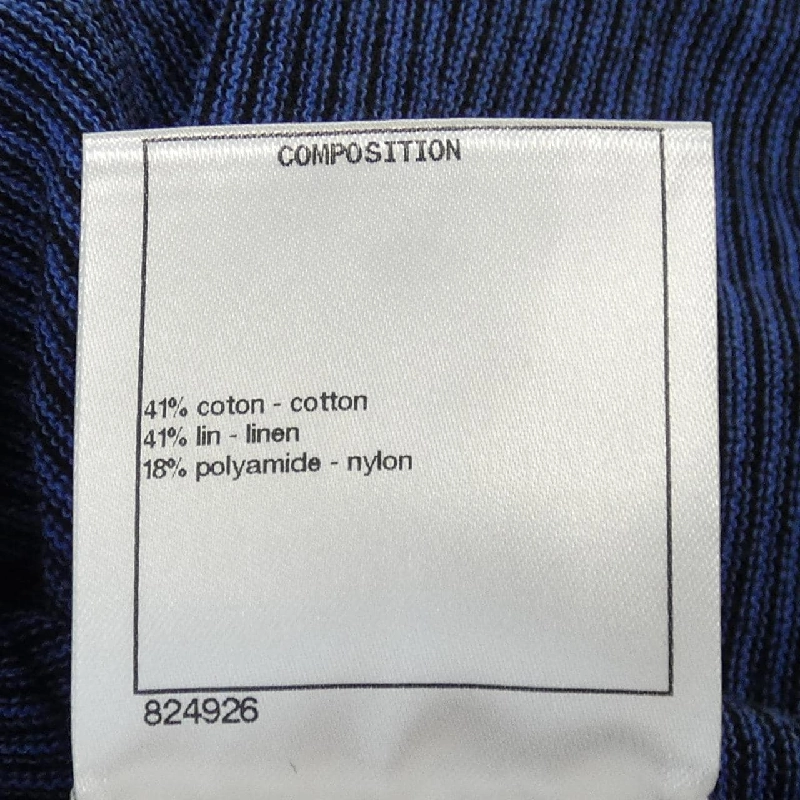 COMPOSITION
41% coton - cotton
41% lin - linen
18% polyamide - nylon
824926